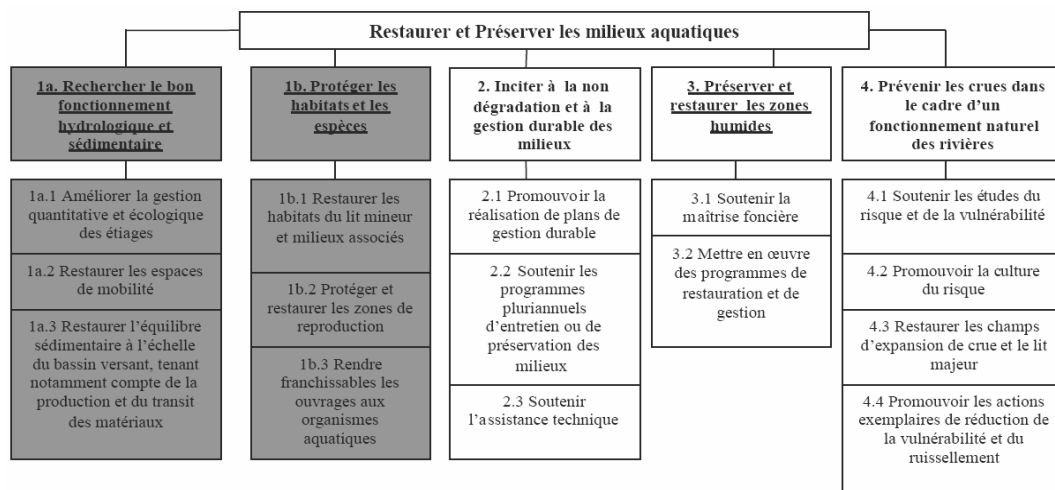 Restaurer et Préserver les milieux aquatiques
1a. Rechercher le bon
fonctionnement
hydrologique et
sédimentaire
1a.1 Améliorer la gestion
quantitative et écologique
des étiages
1a.2 Restaurer les espaces
de mobilité
1a.3 Restaurer l’équilibre
sédimentaire à l’échelle
du bassin versant, tenant
notamment compte de la
production et du transit
des matériaux
1b. Protéger les
habitats et les
espèces
1b.1 Restaurer les
habitats du lit mineur
et milieux associés
1b.2 Protéger et
restaurer les zones de
reproduction
1b.3 Rendre
franchissables les
ouvrages aux
organismes
aquatiques
2. Inciter à la non
dégradation et à la
gestion durable des
milieux
2.1 Promouvoir la
réalisation de plans de
gestion durable
2.2 Soutenir les
programmes
pluriannuels
d’entretien ou de
préservation des
milieux
2.3 Soutenir
l’assistance technique
3. Préserver et
restaurer les zones
humides
3.1 Soutenir la
maîtrise foncière
3.2 Mettre en œuvre
des programmes de
restauration et de
gestion
4. Prévenir les crues dans
le cadre d’un
fonctionnement naturel
des rivières
4.1 Soutenir les études du
risque et de la vulnérabilité
4.2 Promouvoir la culture
du risque
4.3 Restaurer les champs
d’expansion de crue et le lit
majeur
4.4 Promouvoir les actions
exemplaires de réduction de
la vulnérabilité et du
ruissellement